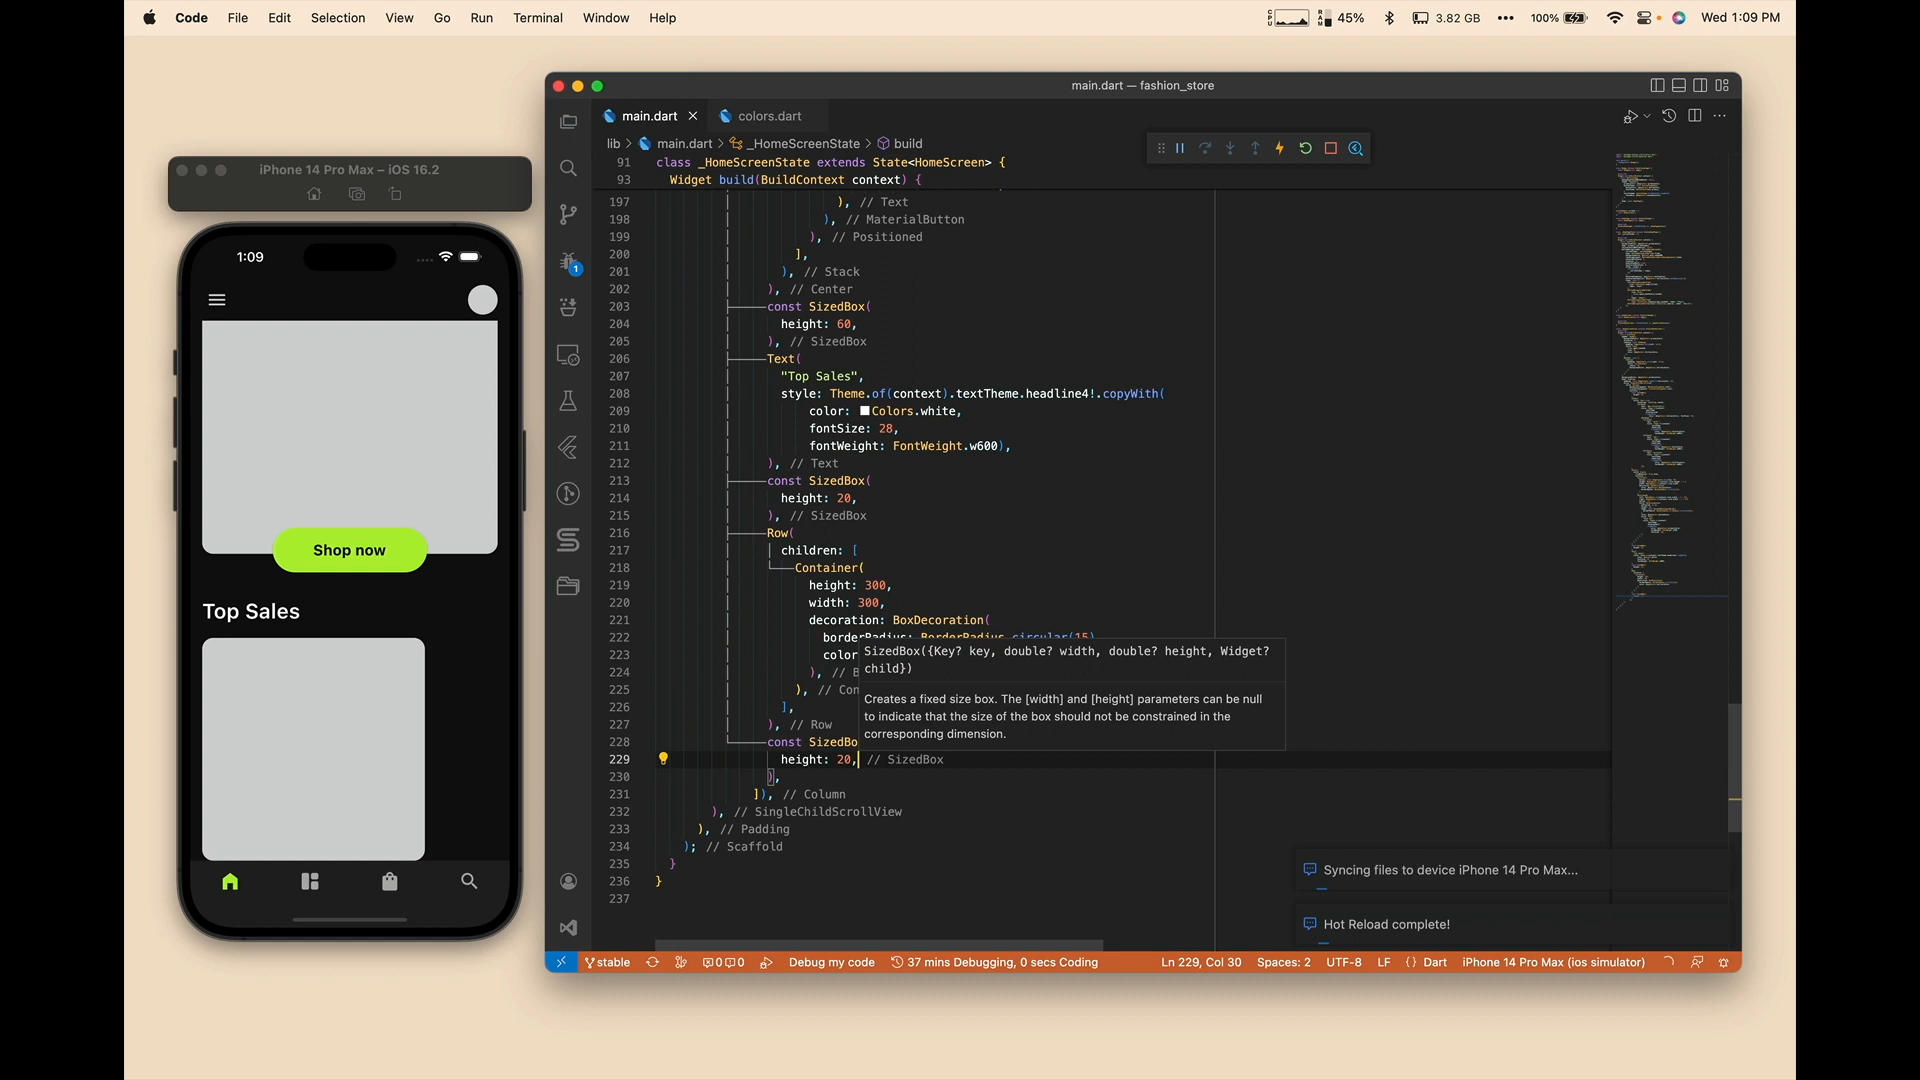 Code File Edit Selection View Go Run Terminal Window Help
CPU RAM 45% 3.82 GB 100% Wed 1:09 PM
main.dart — fashion_store
main.dart colors.dart
lib > main.dart > _HomeScreenState > build
iPhone 14 Pro Max – iOS 16.2
1:09
Shop now
Top Sales
91 class _HomeScreenState extends State<HomeScreen> {
93 Widget build(BuildContext context) {
197 ), // Text
198 ), // MaterialButton
199 ), // Positioned
200 ],
201 ), // Stack
202 ), // Center
203 const SizedBox(
204 height: 60,
205 ), // SizedBox
206 Text(
207 "Top Sales",
208 style: Theme.of(context).textTheme.headline4!.copyWith(
209 color: Colors.white,
210 fontSize: 28,
211 fontWeight: FontWeight.w600),
212 ), // Text
213 const SizedBox(
214 height: 20,
215 ), // SizedBox
216 Row(
217 children: [
218 Container(
219 height: 300,
220 width: 300,
221 decoration: BoxDecoration(
222 borderRadius: BorderRadius.circular(15)
223 color
224 ), // B
225 ), // Con
226 ],
227 ), // Row
228 const SizedBo
229 height: 20, // SizedBox
230 ),
231 ]), // Column
232 ), // SingleChildScrollView
233 ), // Padding
234 ); // Scaffold
235 }
236 }
237
SizedBox({Key? key, double? width, double? height, Widget?
child})
Creates a fixed size box. The [width] and [height] parameters can be null
to indicate that the size of the box should not be constrained in the
corresponding dimension.
1
Syncing files to device iPhone 14 Pro Max...
Hot Reload complete!
stable 0 0 Debug my code 37 mins Debugging, 0 secs Coding Ln 229, Col 30 Spaces: 2 UTF-8 LF {} Dart iPhone 14 Pro Max (ios simulator)